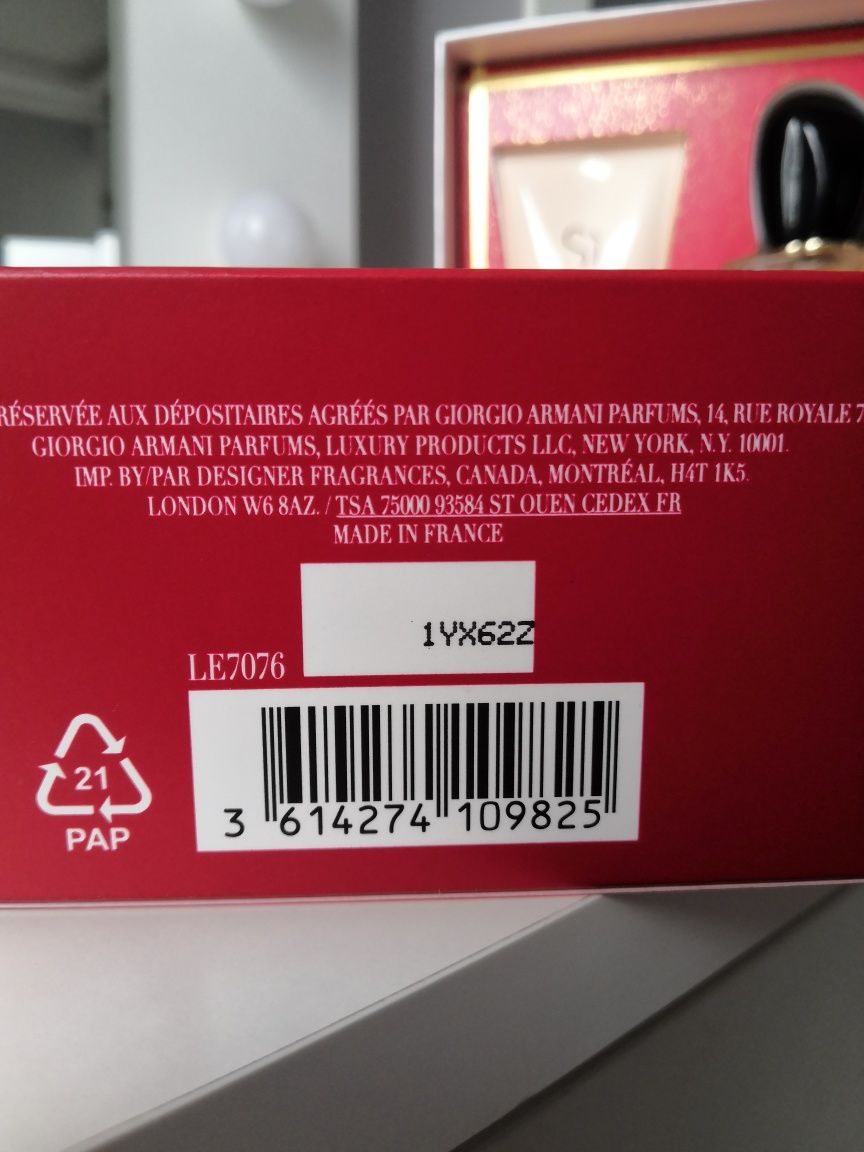 SÌ
RÉSERVÉE AUX DÉPOSITAIRES AGRÉÉS PAR GIORGIO ARMANI PARFUMS, 14, RUE ROYALE 7
GIORGIO ARMANI PARFUMS, LUXURY PRODUCTS LLC, NEW YORK, N.Y. 10001.
IMP. BY/PAR DESIGNER FRAGRANCES, CANADA, MONTRÉAL, H4T 1K5.
LONDON W6 8AZ. / TSA 75000 93584 ST OUEN CEDEX FR
MADE IN FRANCE
1YX62Z
LE7076
21
PAP
3 614274 109825